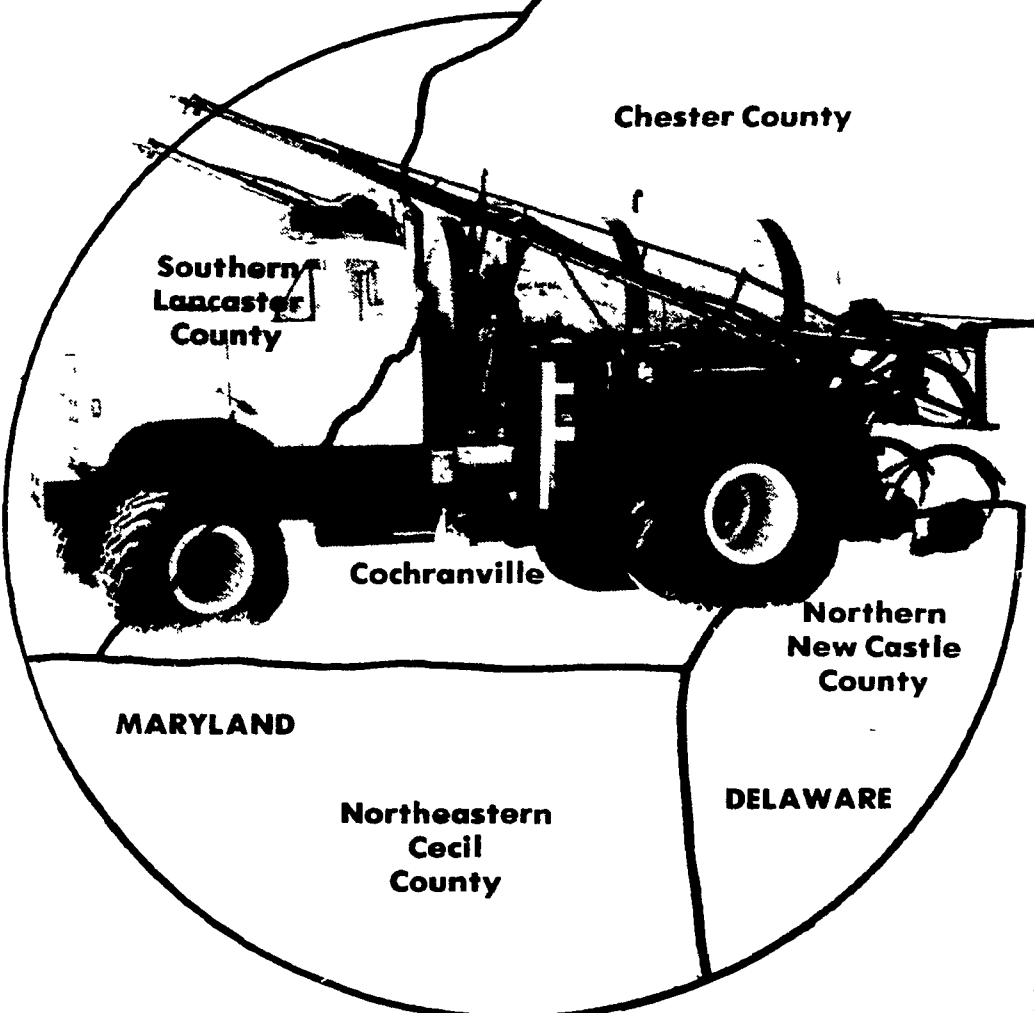 Chester County
Southern
Lancaster
County
Cochranville
Northern
New Castle
County
MARYLAND
DELAWARE
Northeastern
Cecil
County